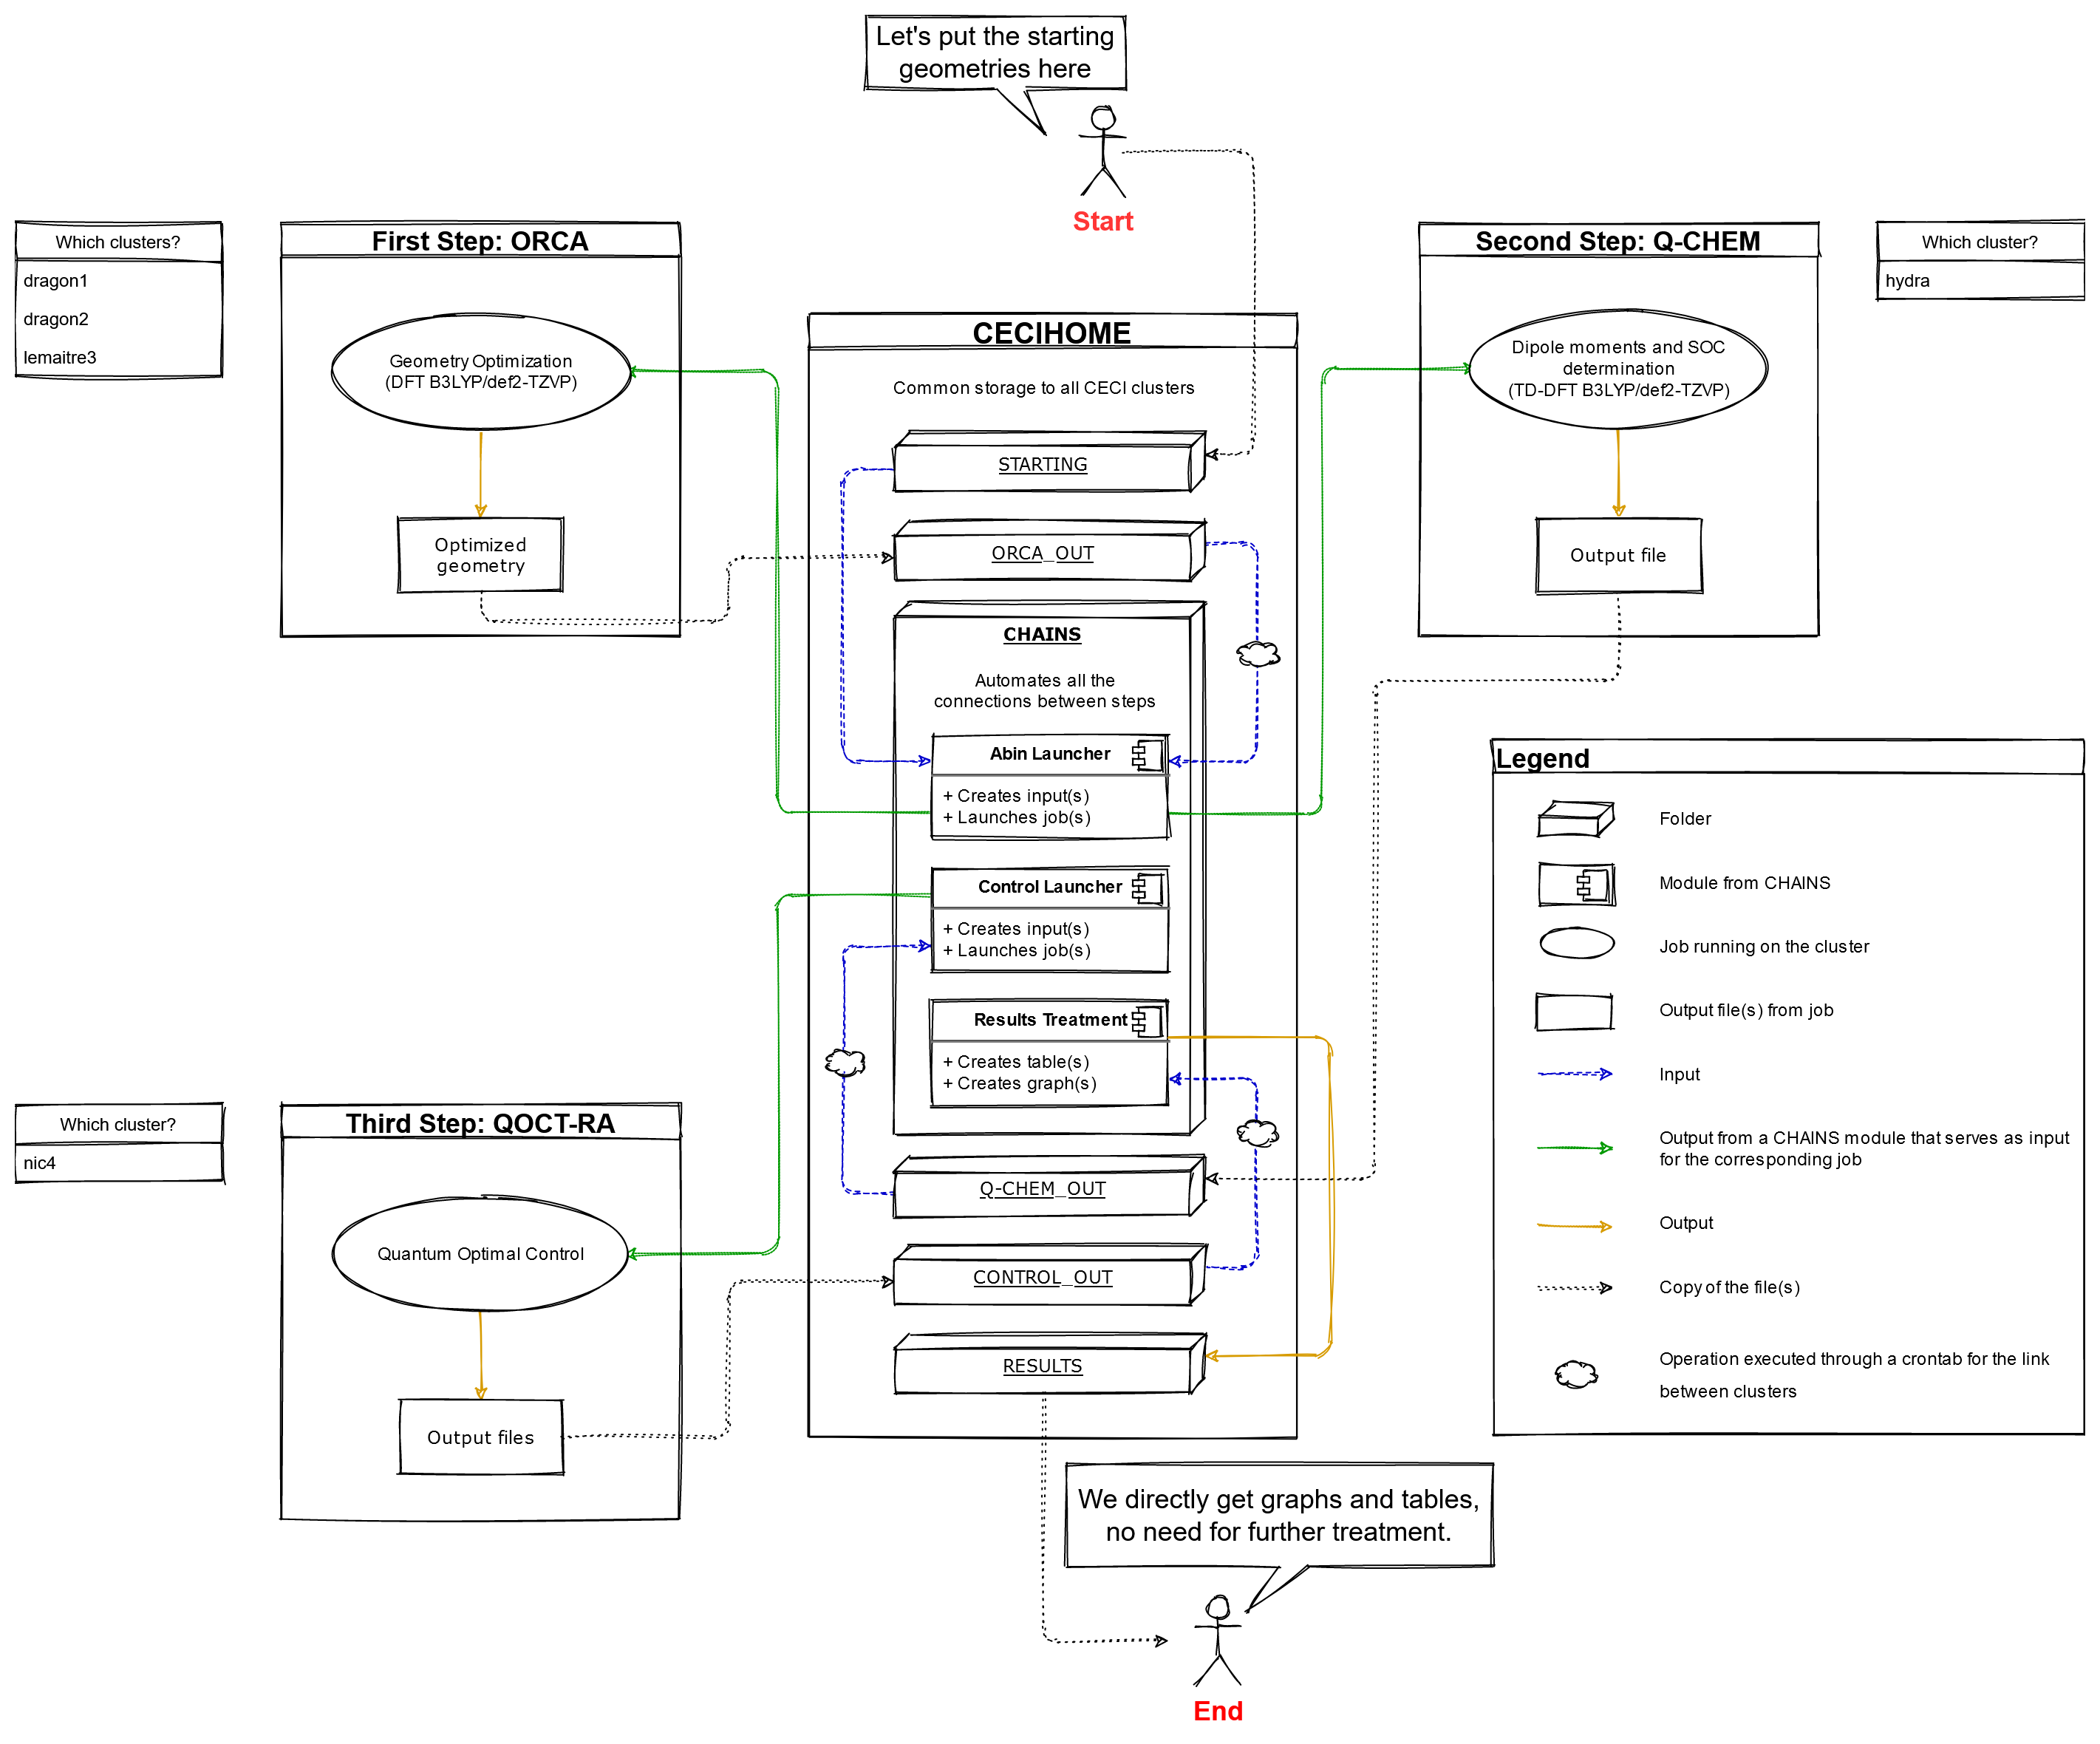 Let's put the starting
geometries here
Start
Which clusters?
dragon1
dragon2
lemaitre3
First Step: ORCA
Geometry Optimization
(DFT B3LYP/def2-TZVP)
Optimized
geometry
Second Step: Q-CHEM
Dipole moments and SOC
determination
(TD-DFT B3LYP/def2-TZVP)
Output file
Which cluster?
hydra
CECIHOME
Common storage to all CECI clusters
STARTING
ORCA_OUT
CHAINS
Automates all the
connections between steps
Abin Launcher
+ Creates input(s)
+ Launches job(s)
Control Launcher
+ Creates input(s)
+ Launches job(s)
Results Treatment
+ Creates table(s)
+ Creates graph(s)
Q-CHEM_OUT
CONTROL_OUT
RESULTS
Which cluster?
nic4
Third Step: QOCT-RA
Quantum Optimal Control
Output files
Legend
Folder
Module from CHAINS
Job running on the cluster
Output file(s) from job
Input
Output from a CHAINS module that serves as input
for the corresponding job
Output
Copy of the file(s)
Operation executed through a crontab for the link
between clusters
We directly get graphs and tables,
no need for further treatment.
End